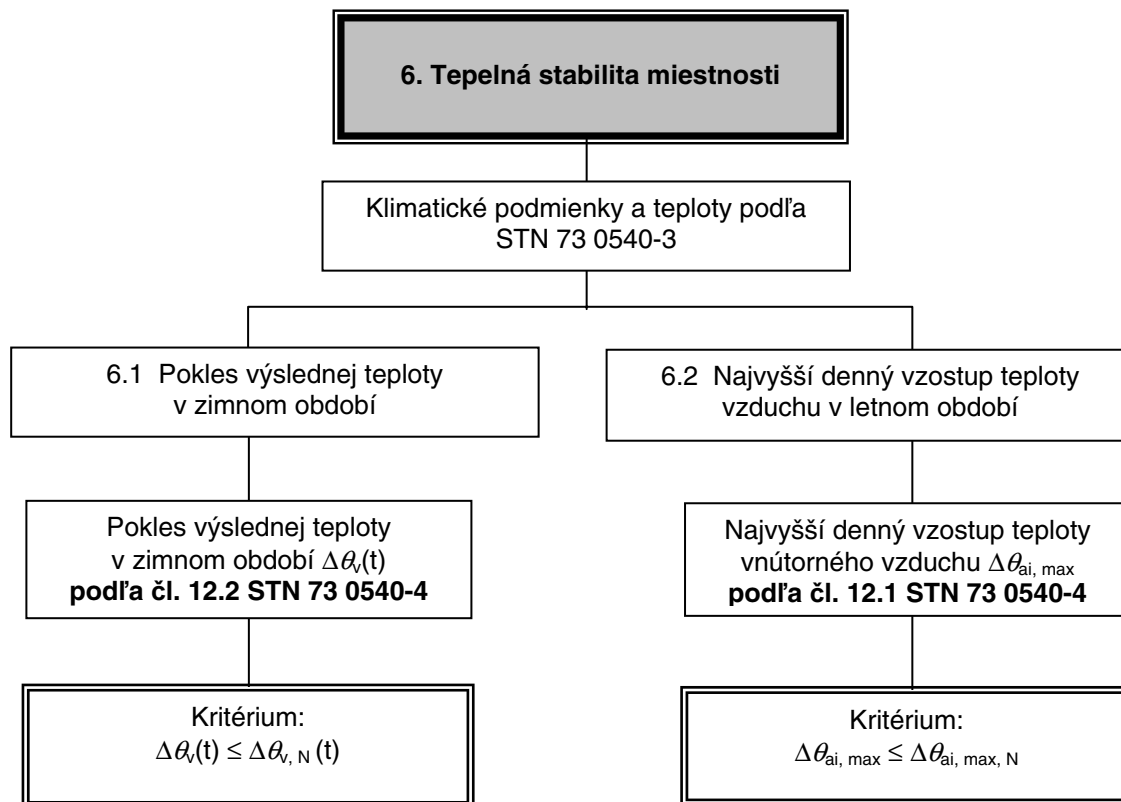 6. Tepelná stabilita miestnosti
Klimatické podmienky a teploty podľa
STN 73 0540-3
6.1 Pokles výslednej teploty
v zimnom období
6.2 Najvyšší denný vzostup teploty
vzduchu v letnom období
Pokles výslednej teploty
v zimnom období Δθv(t)
podľa čl. 12.2 STN 73 0540-4
Najvyšší denný vzostup teploty
vnútorného vzduchu Δθai, max
podľa čl. 12.1 STN 73 0540-4
Kritérium:
Δθv(t) ≤ Δθv, N (t)
Kritérium:
Δθai, max ≤ Δθai, max, N